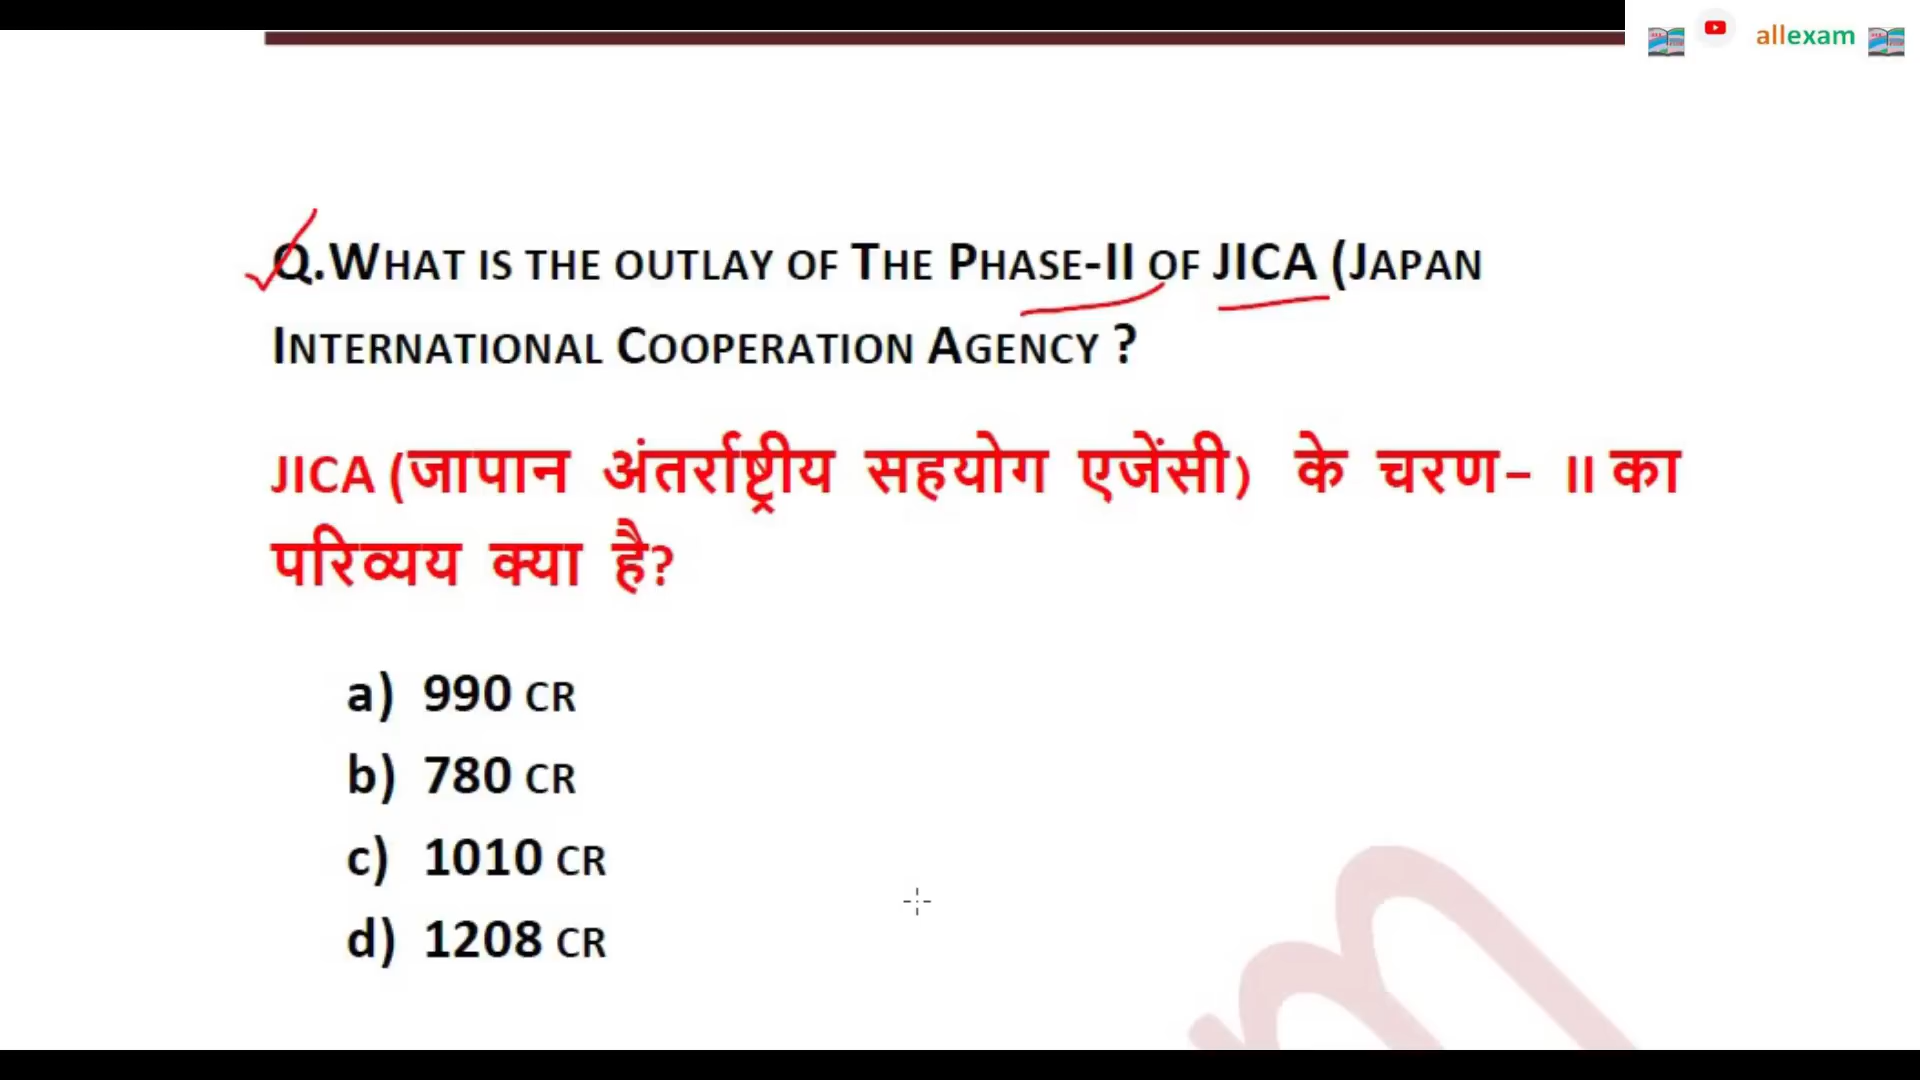 allexam
Q.What is the outlay of The Phase-II of JICA (Japan
International Cooperation Agency ?
JICA (जापान अंतर्राष्ट्रीय सहयोग एजेंसी) के चरण- II का
परिव्यय क्या है?
a) 990 CR
b) 780 CR
c) 1010 CR
d) 1208 CR